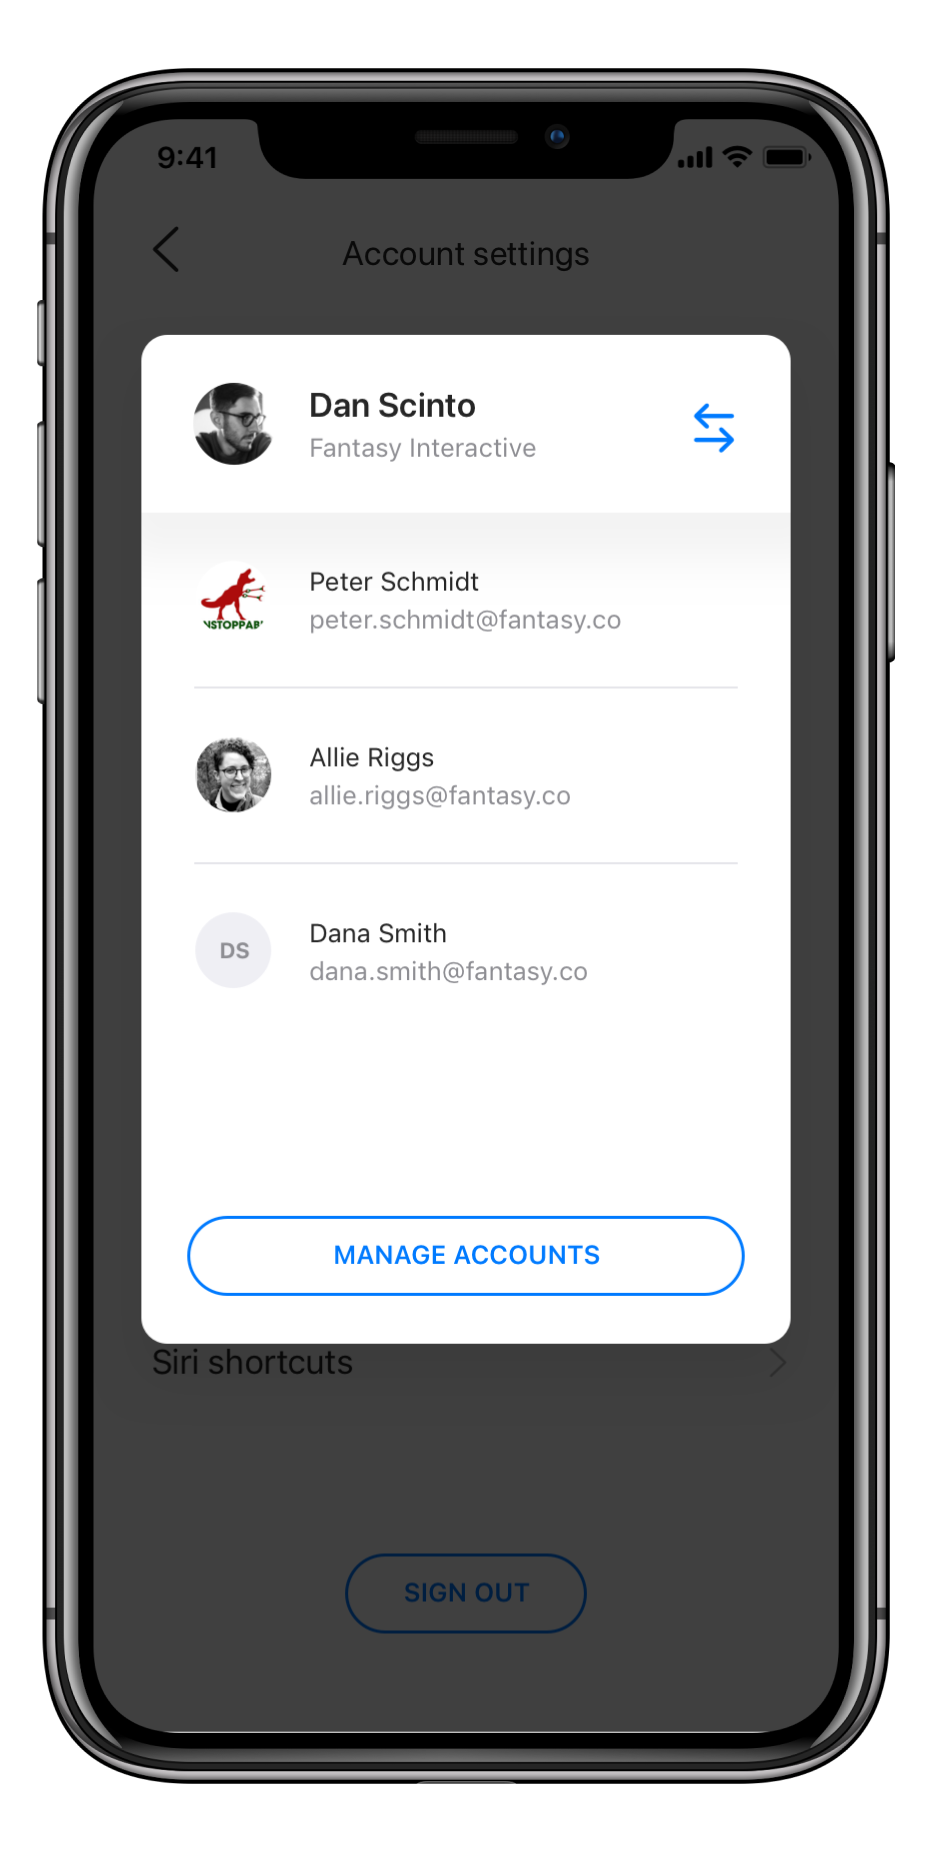 9:41
Account settings
Dan Scinto
Fantasy Interactive
Peter Schmidt
peter.schmidt@fantasy.co
Allie Riggs
allie.riggs@fantasy.co
DS
Dana Smith
dana.smith@fantasy.co
MANAGE ACCOUNTS
Siri shortcuts
SIGN OUT